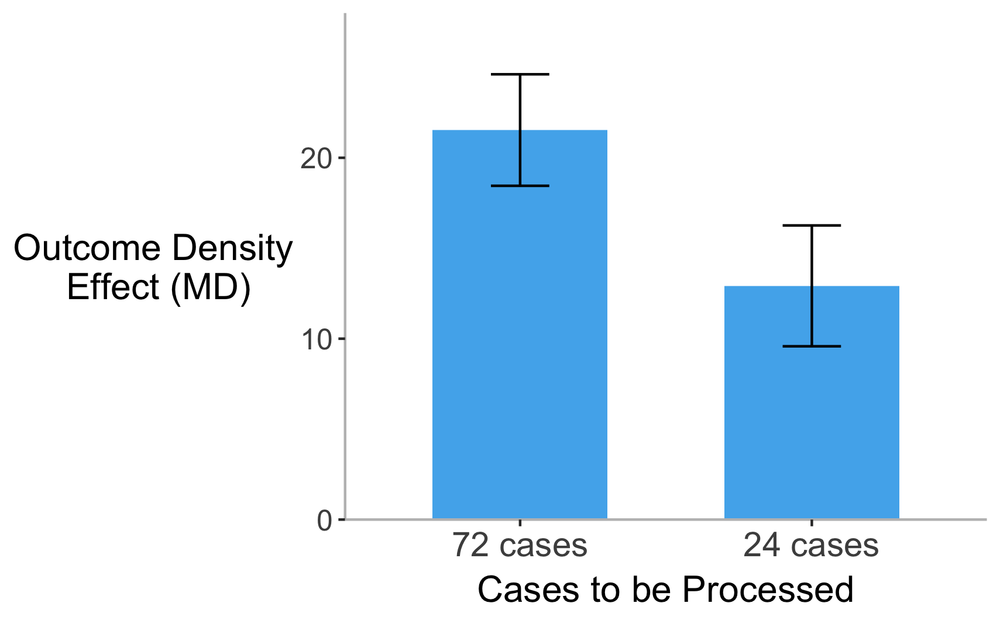 Outcome Density
Effect (MD)
20
10
0
72 cases
24 cases
Cases to be Processed